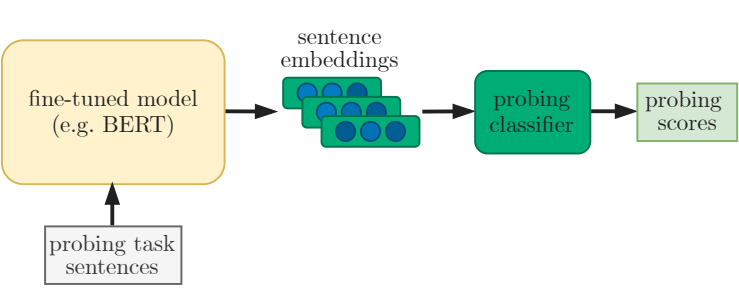 sentence
embeddings
fine-tuned model
(e.g. BERT)
probing
classifier
probing
scores
probing task
sentences